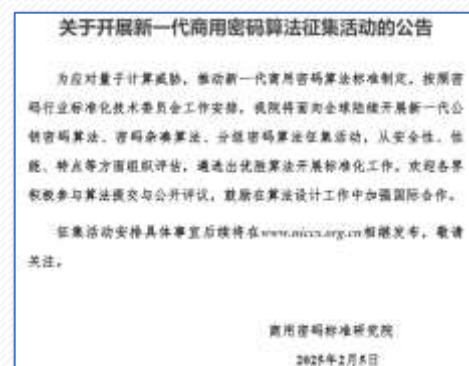 关于开展新一代商用密码算法征集活动的公告
为应对量子计算威胁，推动新一代商用密码算法标准制定，按照密
码行业标准化技术委员会工作安排，我院将面向全球陆续开展新一代公
钥密码算法、密码杂凑算法、分组密码算法征集活动，从安全性、性
能、特点等方面组织评估，遴选出优胜算法开展标准化工作。欢迎各界
积极参与算法提交与公开评议，鼓励在算法设计工作中加强国际合作。
征集活动安排具体事宜后续将在www.niccs.org.cn相继发布，敬请
关注。
商用密码标准研究院
2025年2月5日